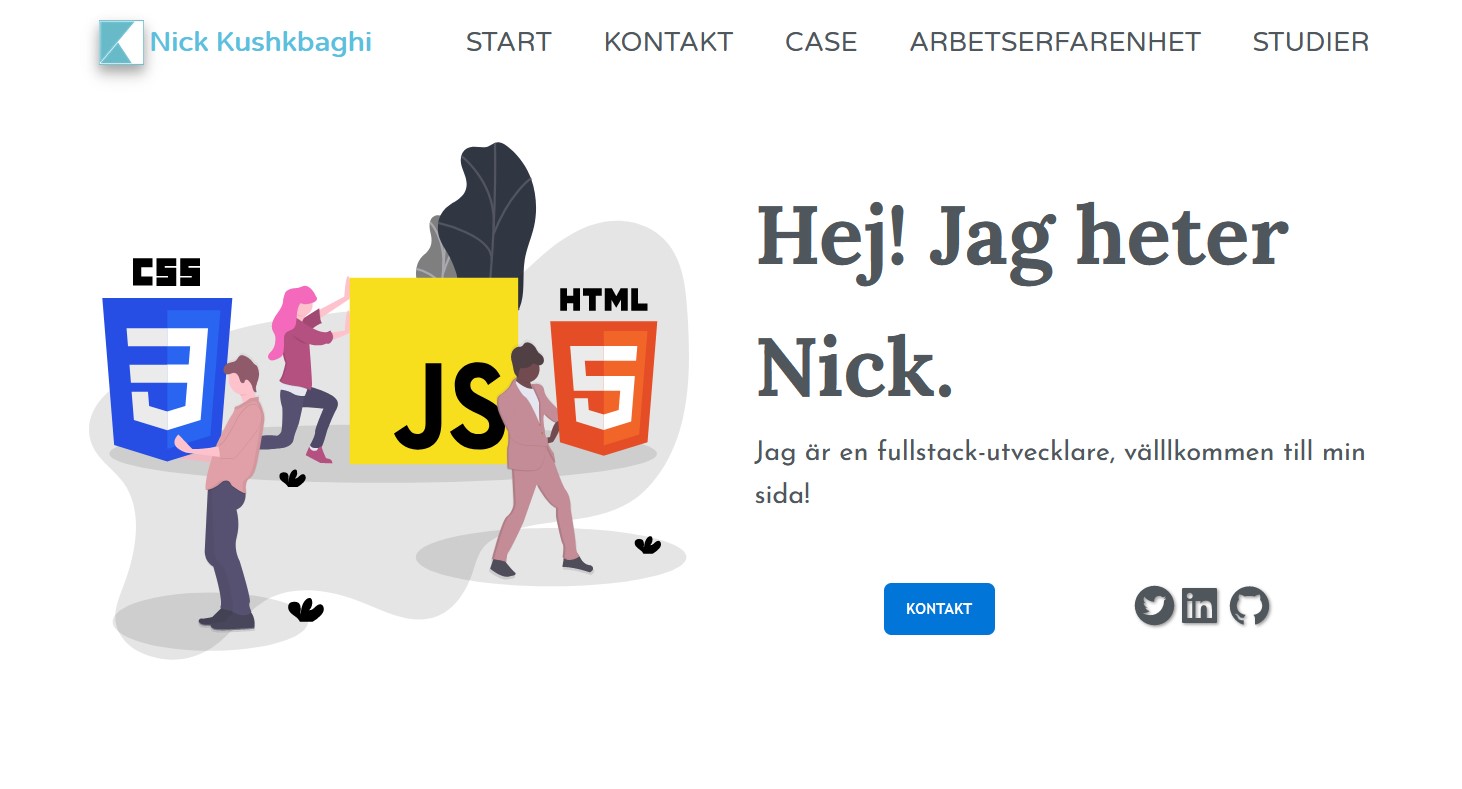 Nick Kushkbaghi START KONTAKT CASE ARBETSERFARENHET STUDIER
CSS
HTML
JS
Hej! Jag heter
Nick.
Jag är en fullstack-utvecklare, välllkommen till min
sida!
KONTAKT
in